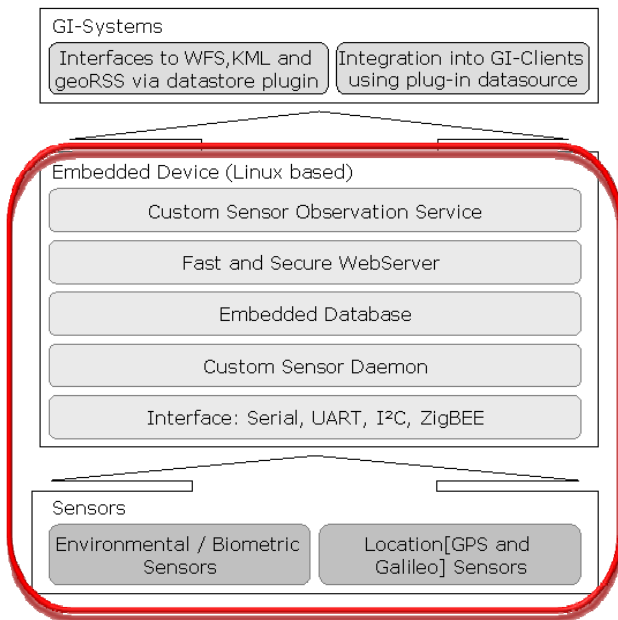 GI-Systems
Interfaces to WFS,KML and
geoRSS via datastore plugin
Integration into GI-Clients
using plug-in datasource
Embedded Device (Linux based)
Custom Sensor Observation Service
Fast and Secure WebServer
Embedded Database
Custom Sensor Daemon
Interface: Serial, UART, I²C, ZigBEE
Sensors
Environmental / Biometric
Sensors
Location[GPS and
Galileo] Sensors